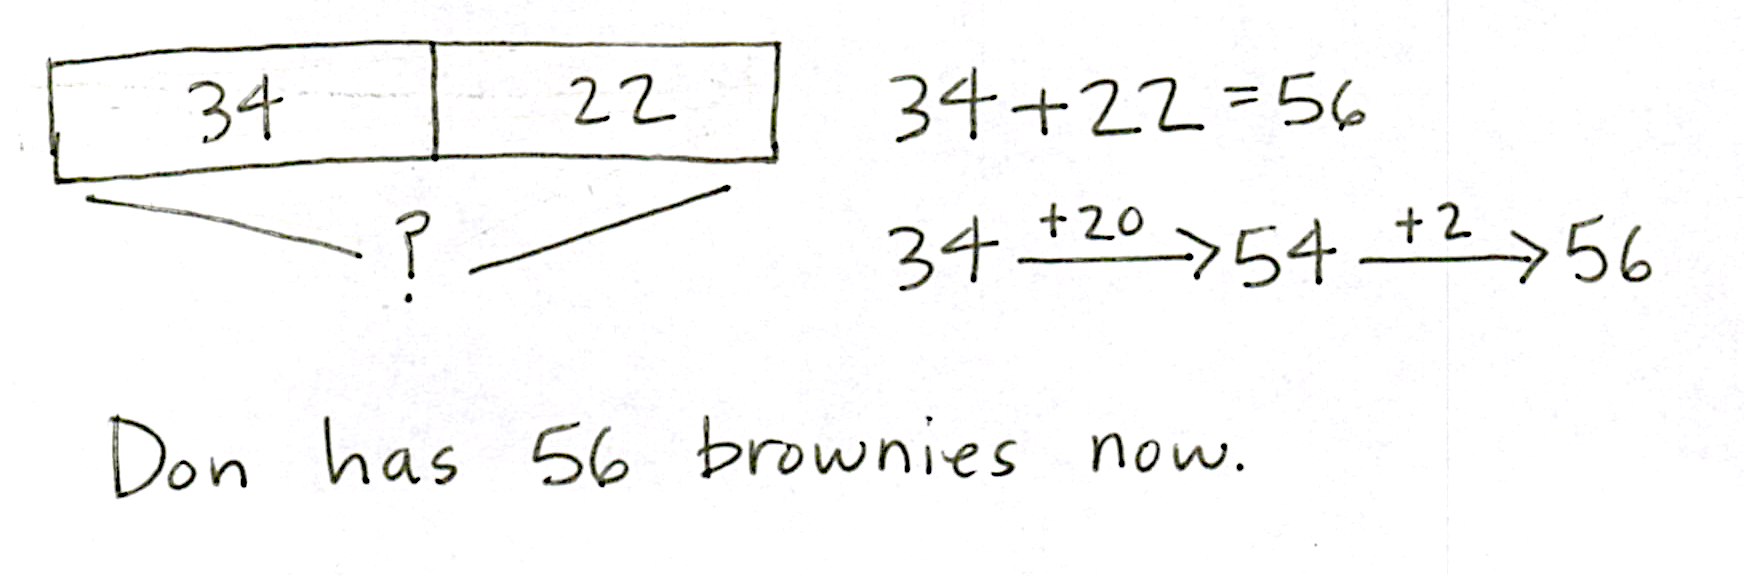 34 22 34+22=56
?
34 +20 → 54 +2 → 56
Don has 56 brownies now.